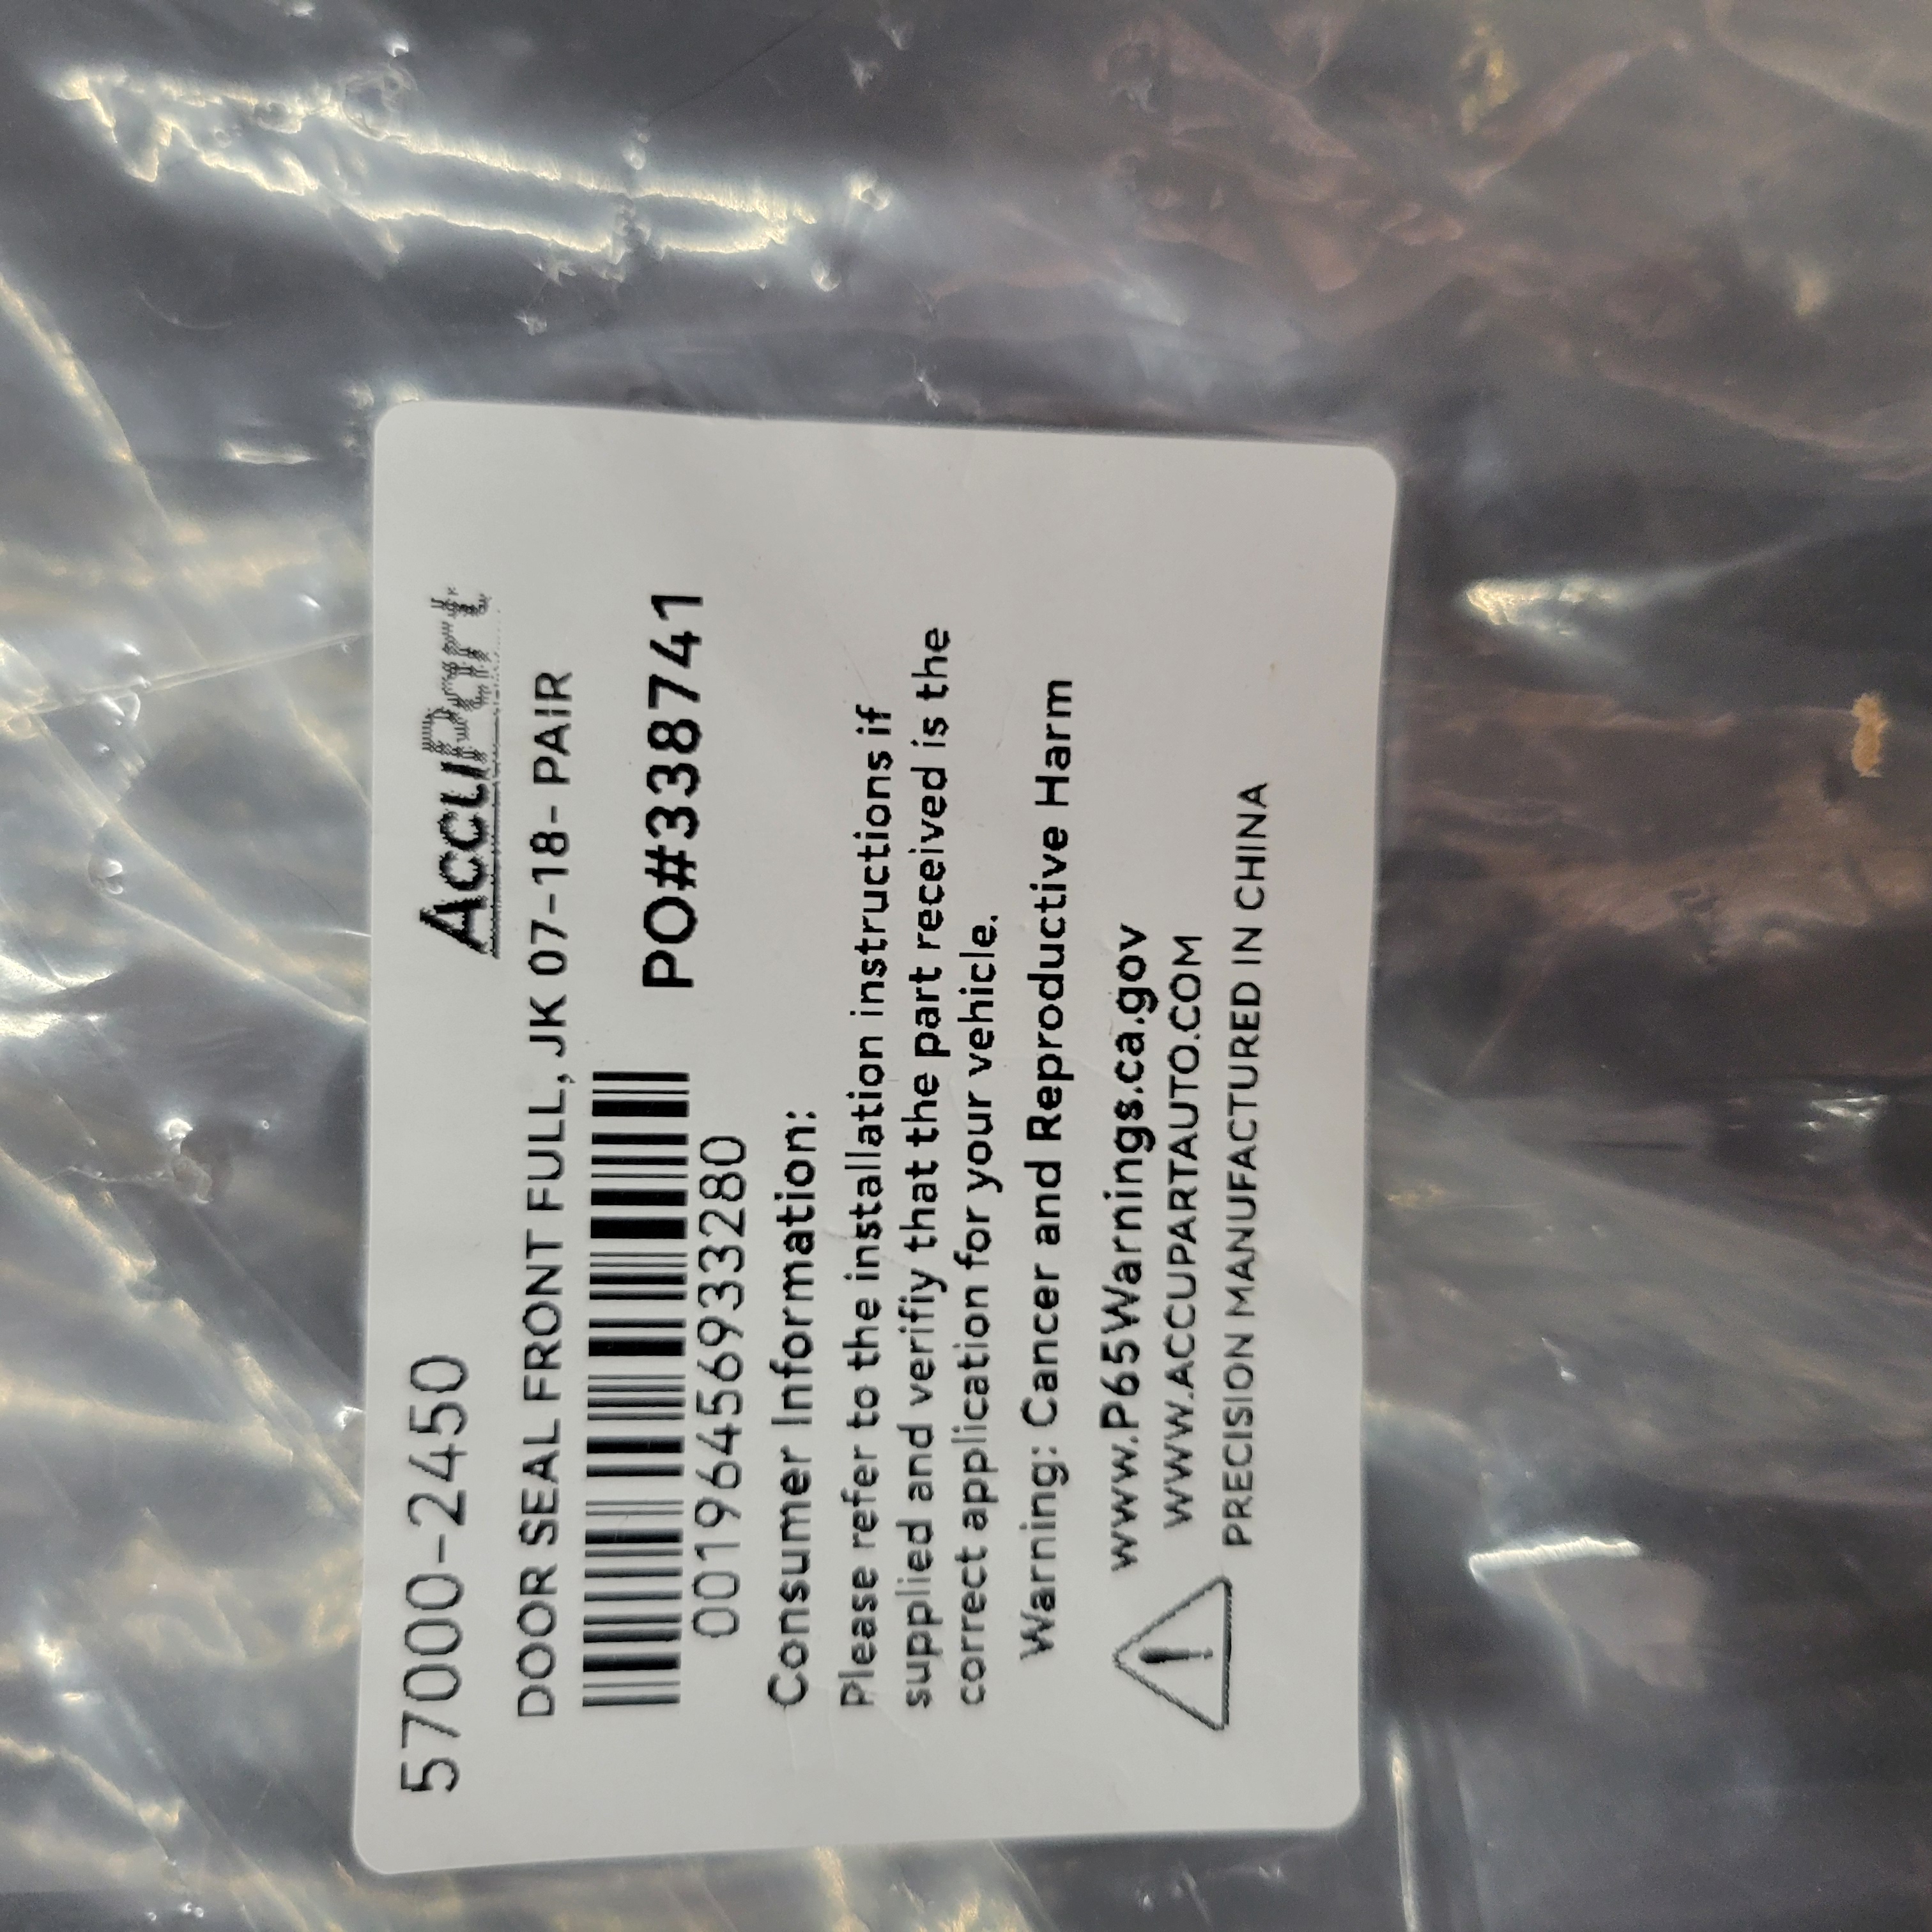 57000-2450
AccuPart
DOOR SEAL FRONT FULL, JK 07-18- PAIR
PO#338741
00196456933280
Consumer Information:
Please refer to the installation instructions if
supplied and verifiy that the part received is the
correct application for your vehicle.
Warning: Cancer and Reproductive Harm
www.P65Warnings.ca.gov
WWW.ACCUPARTAUTO.COM
PRECISION MANUFACTURED IN CHINA